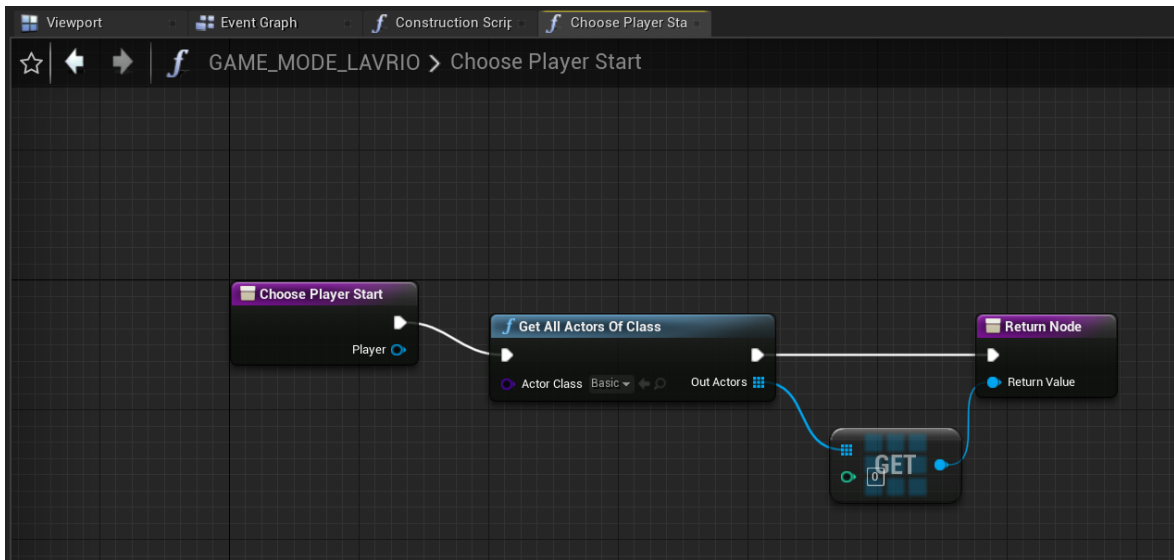 Viewport
Event Graph
Construction Scrip
Choose Player Sta
GAME_MODE_LAVRIO > Choose Player Start
Choose Player Start
Player
Get All Actors Of Class
Actor Class Basic
Out Actors
GET
0
Return Node
Return Value